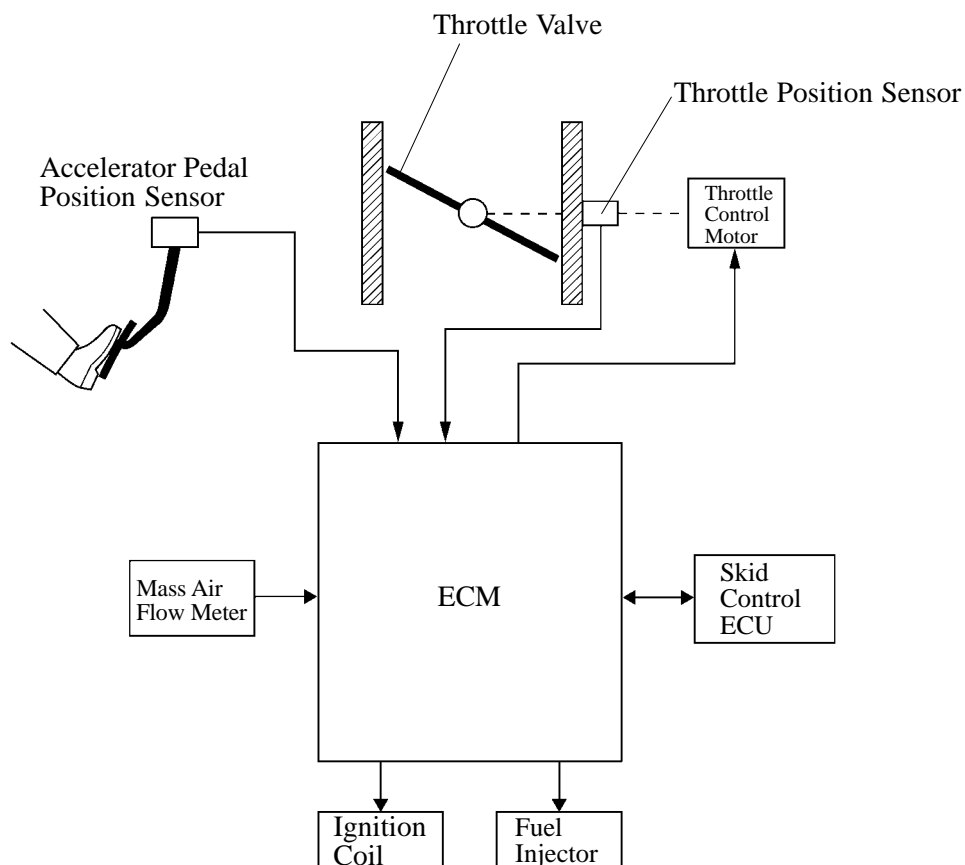 Throttle Valve
Throttle Position Sensor
Accelerator Pedal
Position Sensor
Throttle
Control
Motor
Mass Air
Flow Meter
ECM
Skid
Control
ECU
Ignition
Coil
Fuel
Injector